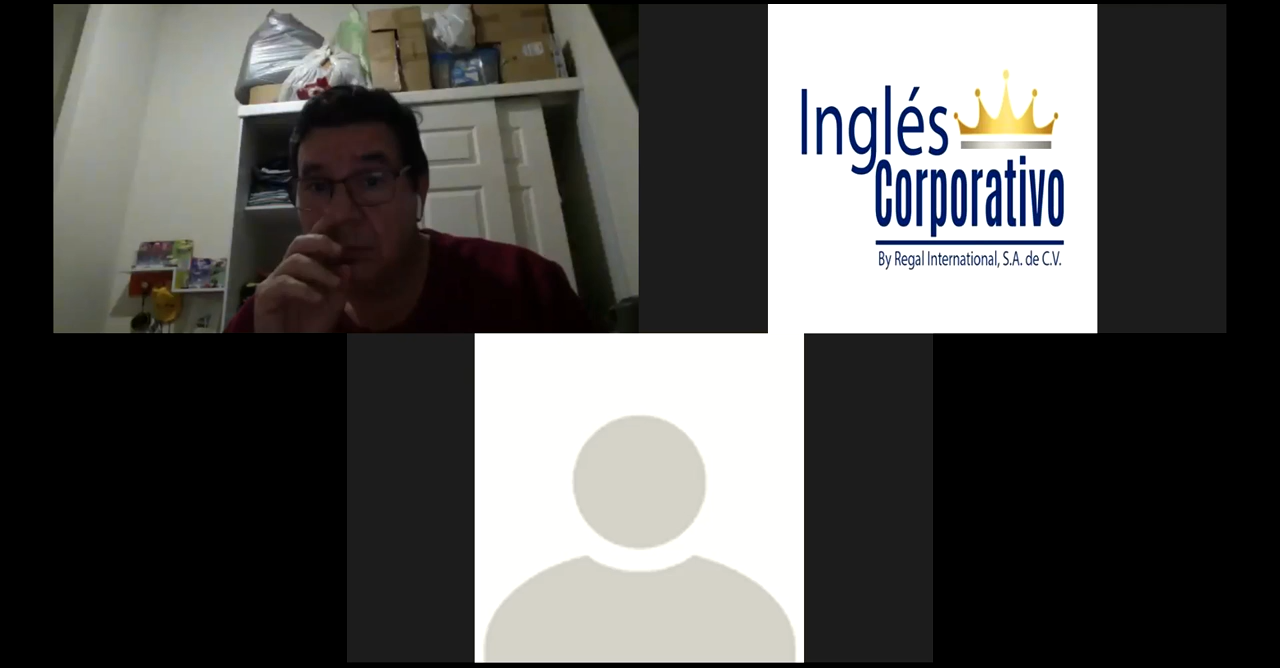 Inglés
Corporativo
By Regal International, S.A. de C.V.